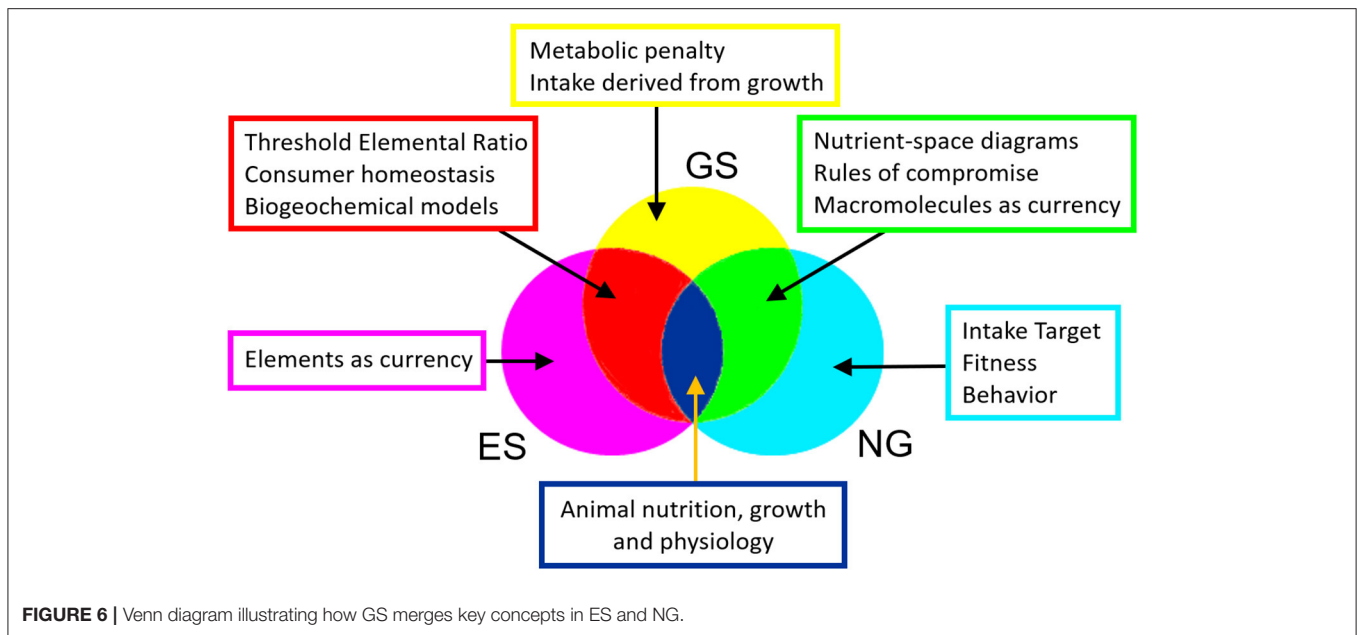 Metabolic penalty
Intake derived from growth
Threshold Elemental Ratio
Consumer homeostasis
Biogeochemical models
Nutrient-space diagrams
Rules of compromise
Macromolecules as currency
GS
Elements as currency
Intake Target
Fitness
Behavior
ES
NG
Animal nutrition, growth
and physiology
FIGURE 6 | Venn diagram illustrating how GS merges key concepts in ES and NG.